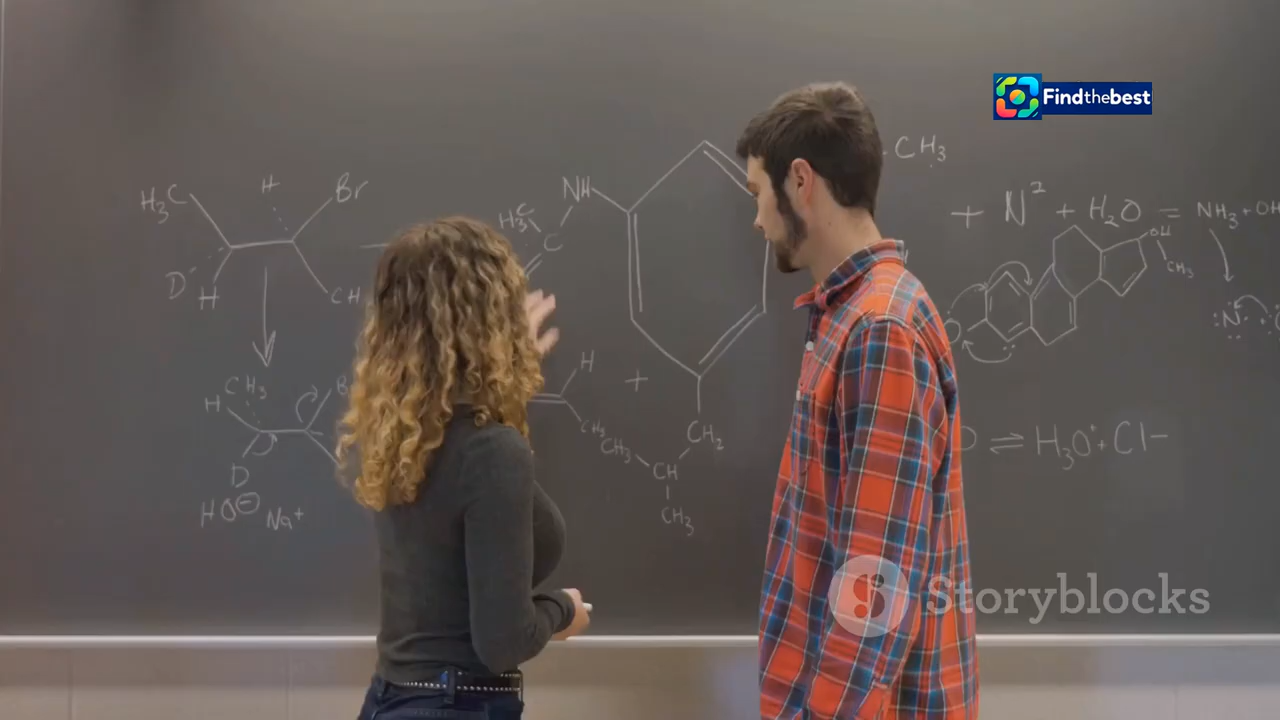 Findthebest
H₃C
H
Br
D
H
CH
CH₃
H
D
HO⊖ Na⁺
H₃C
C
NH
H
CH₃
+
CH₂
CH₃
CH
CH₃
CH₃
+ N² + H₂O = NH₃ + OH
OH
CH₃
:N
⇌ H₃O⁺ + Cl−
Storyblocks